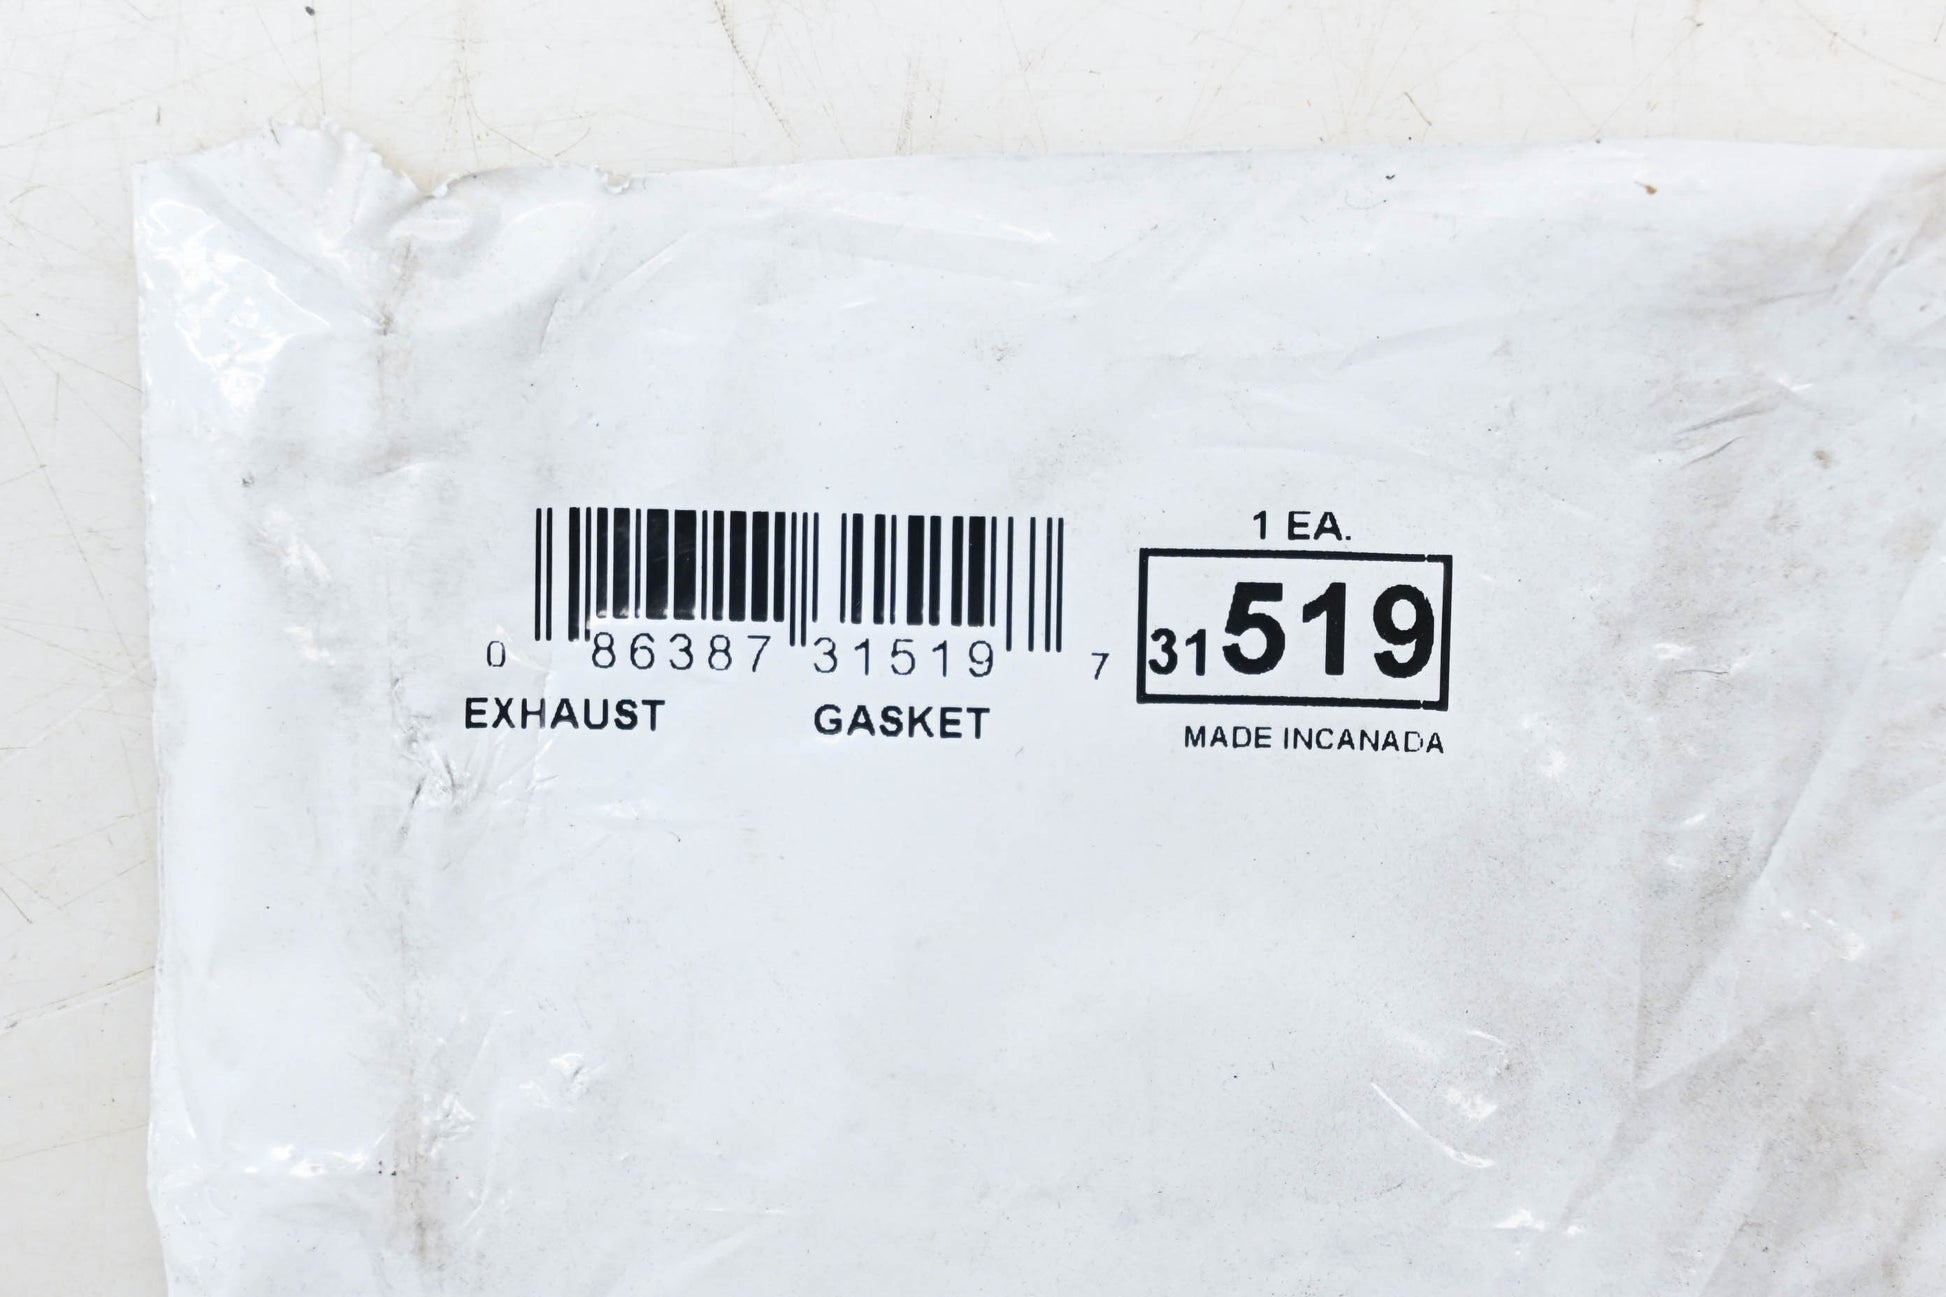 1 EA.
31519
0 86387 31519 7
EXHAUST GASKET
MADE INCANADA